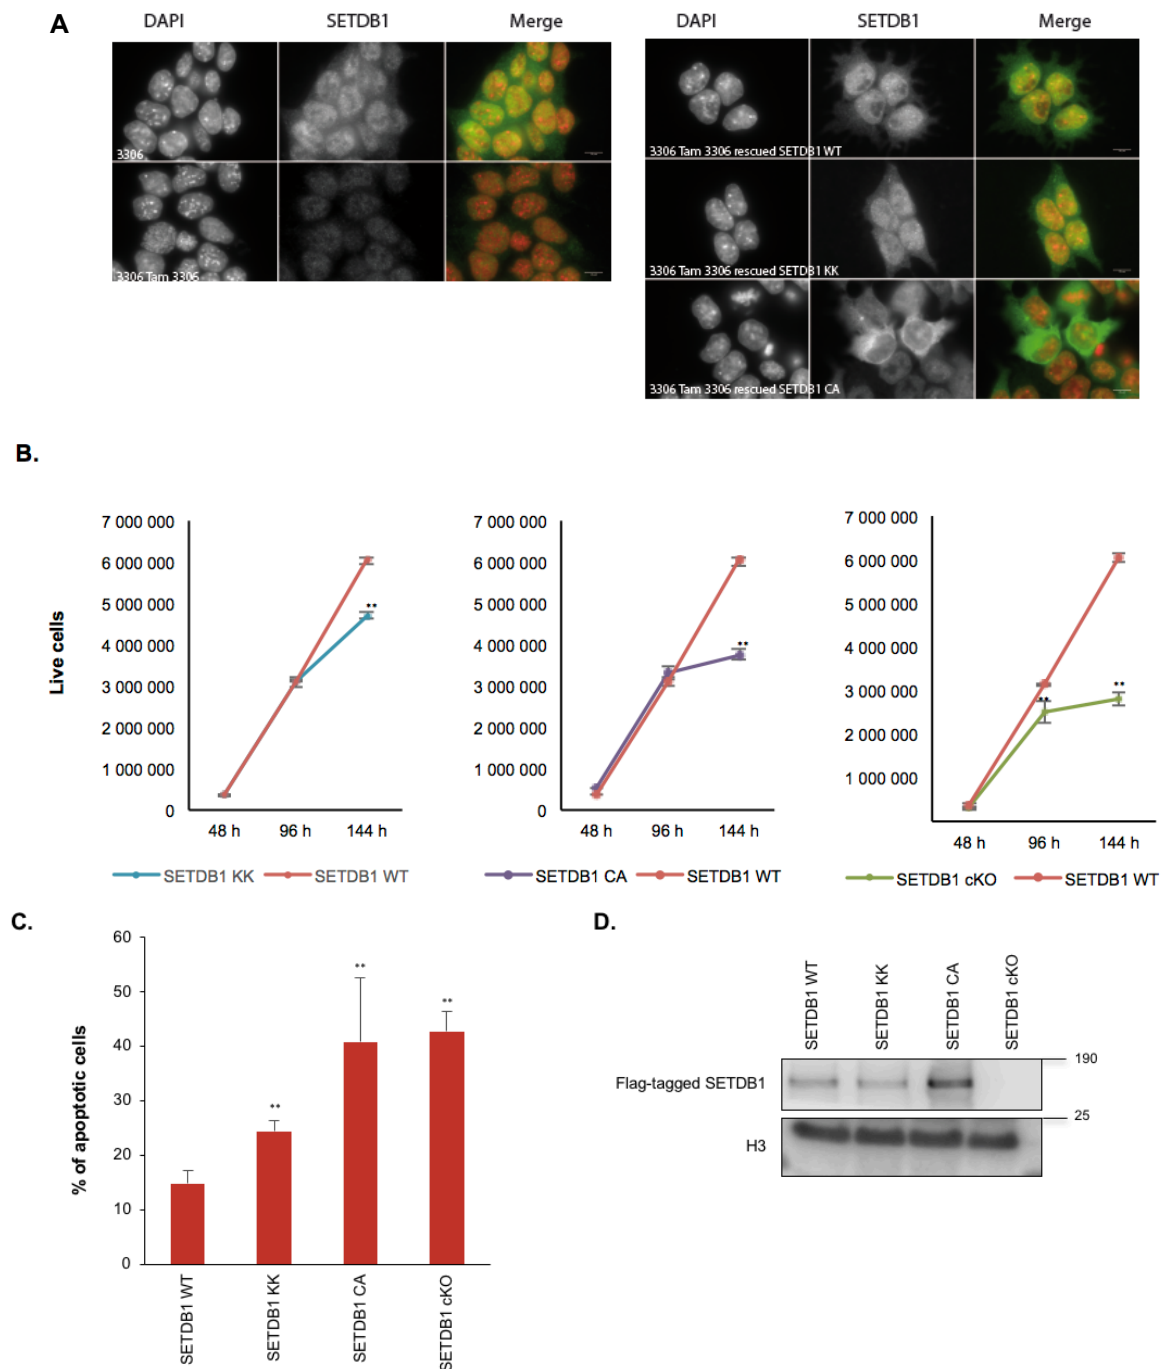 A
DAPI SETDB1 Merge
3306
3306 Tam 3306
DAPI SETDB1 Merge
3306 Tam 3306 rescued SETDB1 WT
3306 Tam 3306 rescued SETDB1 KK
3306 Tam 3306 rescued SETDB1 CA
B.
Live cells
7 000 000
6 000 000
5 000 000
4 000 000
3 000 000
2 000 000
1 000 000
0
**
48 h 96 h 144 h
SETDB1 KK SETDB1 WT
7 000 000
6 000 000
5 000 000
4 000 000
3 000 000
2 000 000
1 000 000
0
**
48 h 96 h 144 h
SETDB1 CA SETDB1 WT
7 000 000
6 000 000
5 000 000
4 000 000
3 000 000
2 000 000
1 000 000
** **
48 h 96 h 144 h
SETDB1 cKO SETDB1 WT
C.
% of apoptotic cells
60
50
40
30
20
10
0
** ** **
SETDB1 WT
SETDB1 KK
SETDB1 CA
SETDB1 cKO
D.
SETDB1 WT
SETDB1 KK
SETDB1 CA
SETDB1 cKO
Flag-tagged SETDB1
190
25
H3